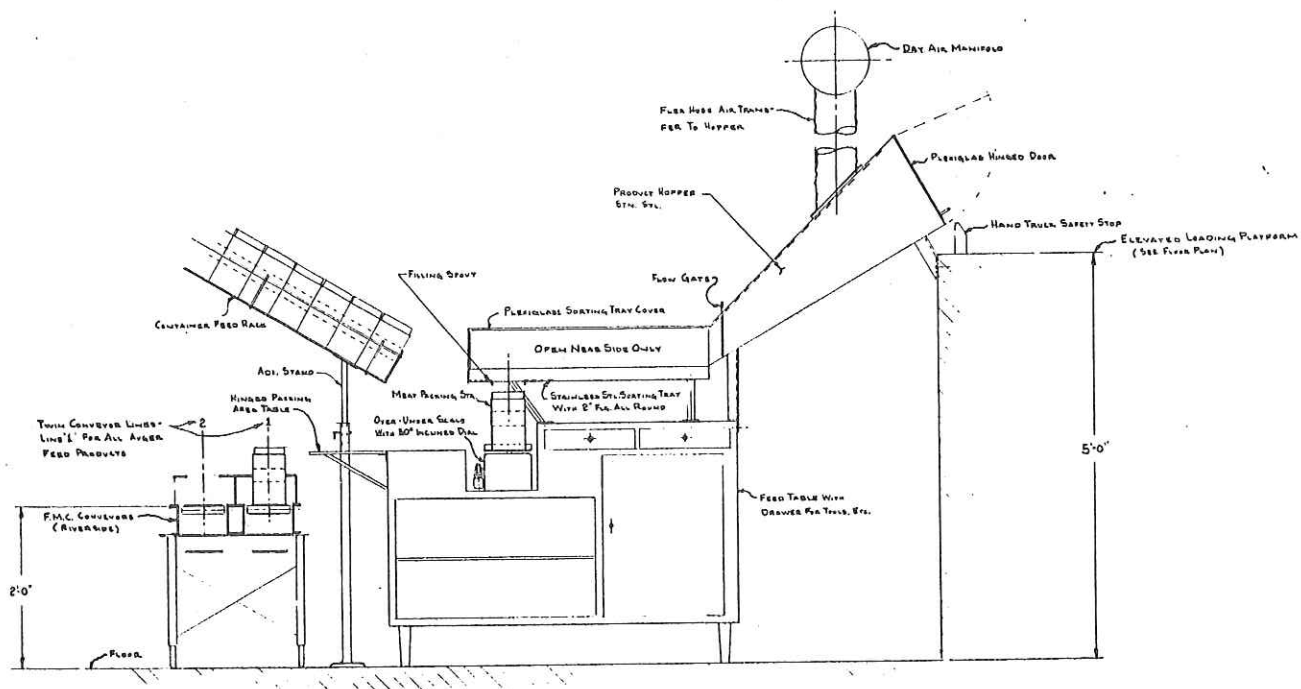 DRY AIR MANIFOLD
FLEX HOSE AIR TRANS-
FER TO HOPPER
PLEXIGLAS HINGED DOOR
PRODUCT HOPPER
STN. STL.
HAND TRUCK SAFETY STOP
ELEVATED LOADING PLATFORM
(SEE FLOOR PLAN)
FILLING SPOUT
FLOW GATE
CONTAINER FEED RACK
PLEXIGLASS SORTING TRAY COVER
OPEN NEAR SIDE ONLY
ADJ. STAND
MEAT PACKING STA.
STAINLESS STL. SORTING TRAY
WITH 2" FLG. ALL ROUND
HINGED PACKING
AREA TABLE
OVER-UNDER SCALE
WITH 30° INCLINED DIAL
TWIN CONVEYOR LINES-
LINE '1' FOR ALL AUGER
FEED PRODUCTS
2
1
5'-0"
F.M.C. CONVEYORS
(RIVERSIDE)
FEED TABLE WITH
DRAWER FOR TOOLS, ETC.
2'-0"
FLOOR